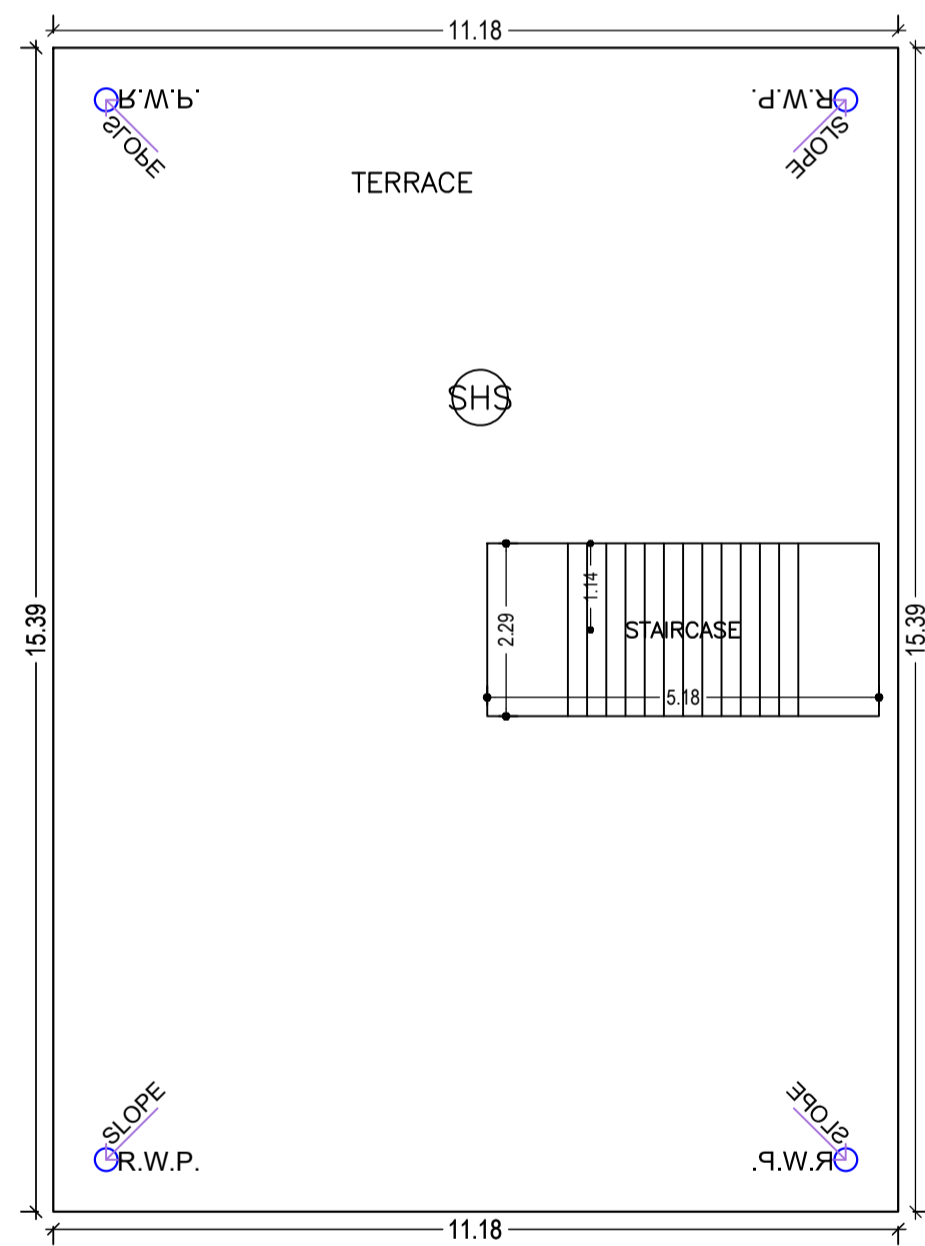 11.18
R.W.P.
R.W.P.
SLOPE
SLOPE
TERRACE
SHS
1.14
2.29
15.39
15.39
STAIRCASE
5.18
SLOPE
SLOPE
R.W.P.
R.W.P.
11.18